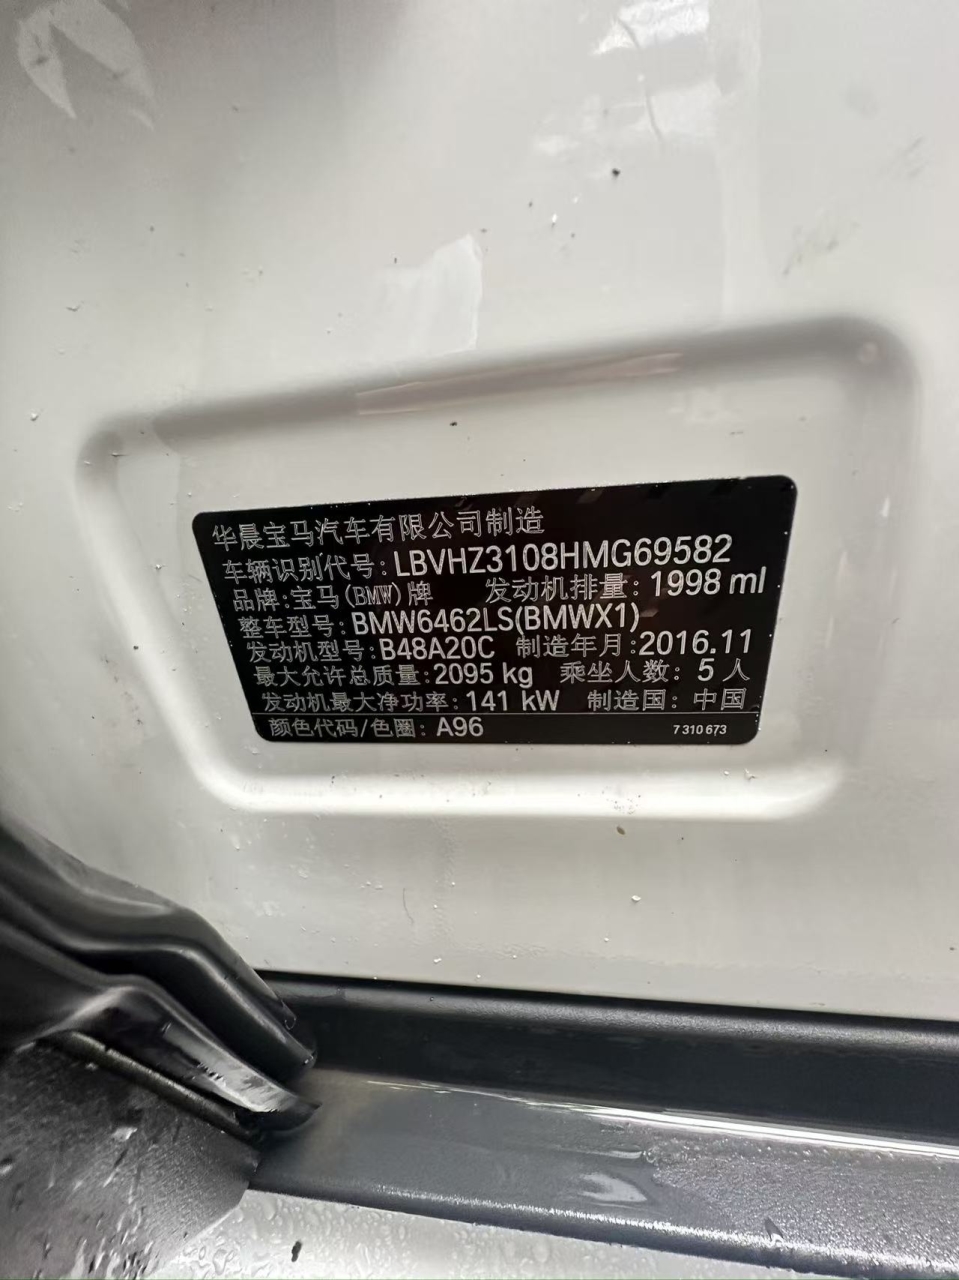 华晨宝马汽车有限公司制造
车辆识别代号: LBVHZ3108HMG69582
品牌:宝马(BMW)牌 发动机排量: 1998 ml
整车型号: BMW6462LS(BMWX1)
发动机型号: B48A20C 制造年月:2016.11
最大允许总质量: 2095 kg 乘坐人数: 5 人
发动机最大净功率: 141 kW 制造国: 中国
颜色代码/色圈: A96 7 310 673